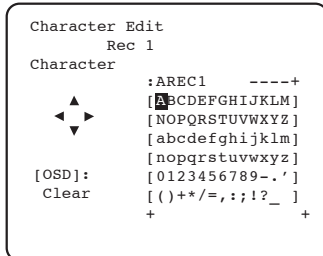 Character Edit
Rec 1
Character
:AREC1 ----+
[ABCDEFGHIJKLM]
[NOPQRSTUVWXYZ]
[abcdefghijklm]
[nopqrstuvwxyz]
[OSD]: [0123456789-.']
Clear [()+*/=,:;!?_ ]
+ +